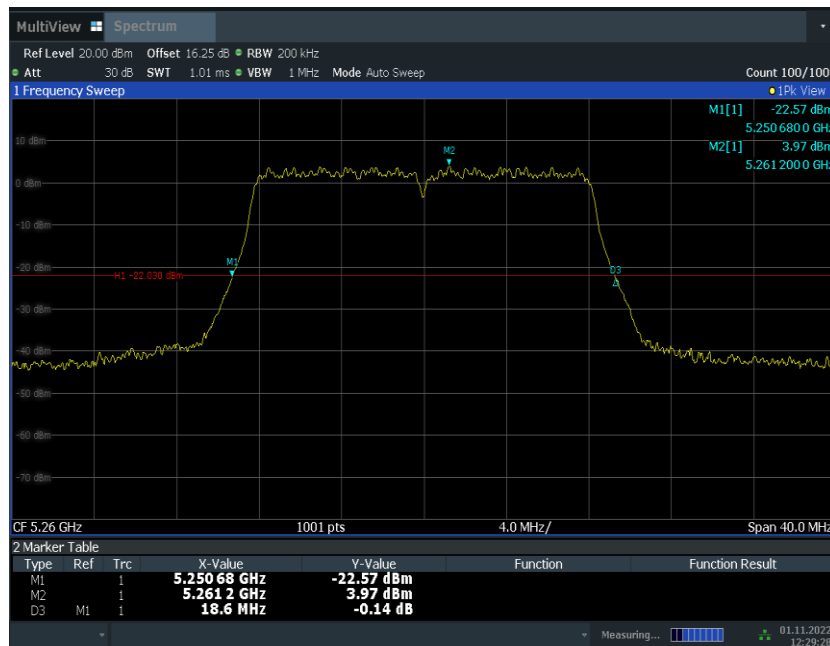 MultiView Spectrum
Ref Level 20.00 dBm Offset 16.25 dB RBW 200 kHz
Att 30 dB SWT 1.01 ms VBW 1 MHz Mode Auto Sweep Count 100/100
1 Frequency Sweep 1Pk View
M1[1] -22.57 dBm
5.250 680 0 GHz
10 dBm
M2[1] 3.97 dBm
M2
5.261 200 0 GHz
0 dBm
-10 dBm
-20 dBm
M1
D3
H1 -22.030 dBm
-30 dBm
-40 dBm
-50 dBm
-60 dBm
-70 dBm
CF 5.26 GHz 1001 pts 4.0 MHz/ Span 40.0 MHz
2 Marker Table
Type Ref Trc X-Value Y-Value Function Function Result
M1 1 5.250 68 GHz -22.57 dBm
M2 1 5.261 2 GHz 3.97 dBm
D3 M1 1 18.6 MHz -0.14 dB
Measuring... 01.11.2022
12:29:28